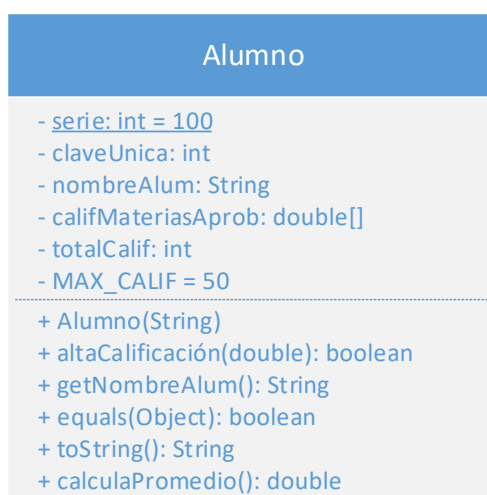 Alumno
- serie: int = 100
- claveUnica: int
- nombreAlum: String
- califMateriasAprob: double[]
- totalCalif: int
- MAX_CALIF = 50
+ Alumno(String)
+ altaCalificación(double): boolean
+ getNombreAlum(): String
+ equals(Object): boolean
+ toString(): String
+ calculaPromedio(): double